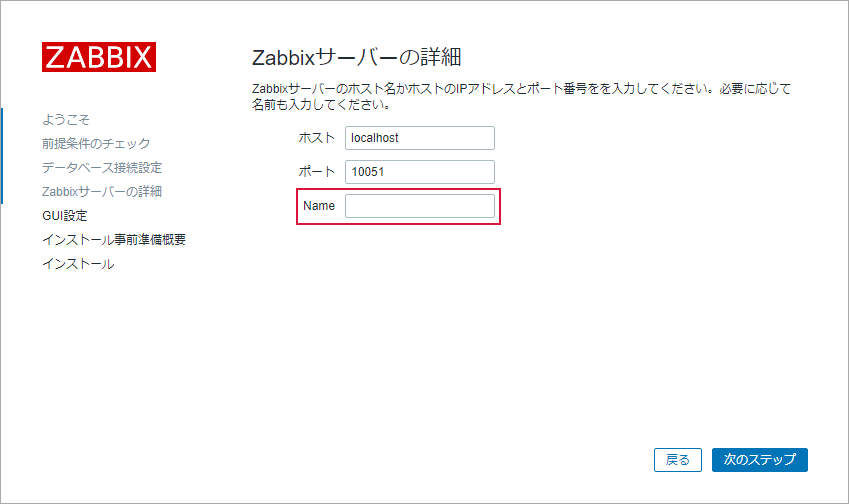 ZABBIX
ようこそ
前提条件のチェック
データベース接続設定
Zabbixサーバーの詳細
GUI設定
インストール事前準備概要
インストール
Zabbixサーバーの詳細
Zabbixサーバーのホスト名かホストのIPアドレスとポート番号をを入力してください。必要に応じて
名前も入力してください。
ホスト localhost
ポート 10051
Name
戻る 次のステップ